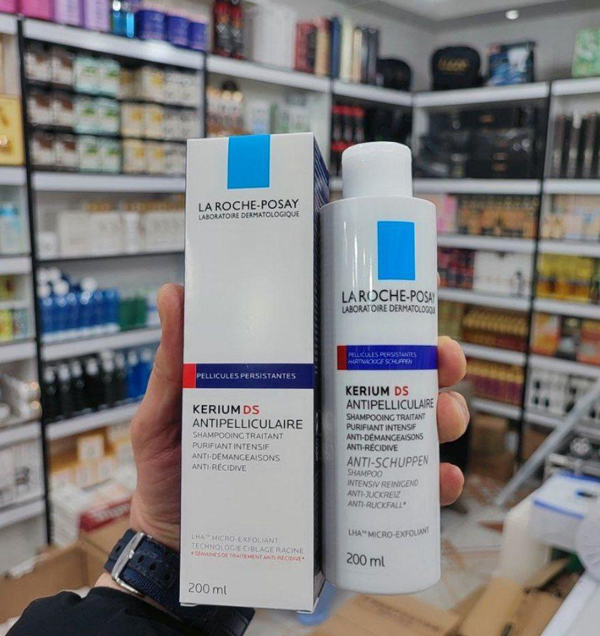 LA ROCHE-POSAY
LABORATOIRE DERMATOLOGIQUE
PELLICULES PERSISTANTES
KERIUM DS
ANTIPELLICULAIRE
SHAMPOOING TRAITANT
PURIFIANT INTENSIF
ANTI-DÉMANGEAISONS
ANTI-RÉCIDIVE
LHA™ MICRO-EXFOLIANT
TECHNOLOGIE CIBLAGE RACINE
200 ml
LA ROCHE-POSAY
LABORATOIRE DERMATOLOGIQUE
PELLICULES PERSISTANTES
HARTNÄCKIGE SCHUPPEN
KERIUM DS
ANTIPELLICULAIRE
SHAMPOOING TRAITANT
PURIFIANT INTENSIF
ANTI-DÉMANGEAISONS
ANTI-RÉCIDIVE
ANTI-SCHUPPEN
SHAMPOO
INTENSIV REINIGEND
ANTI-JUCKREIZ
ANTI-RUCKFALL*
LHA™ MICRO-EXFOLIANT
200 ml